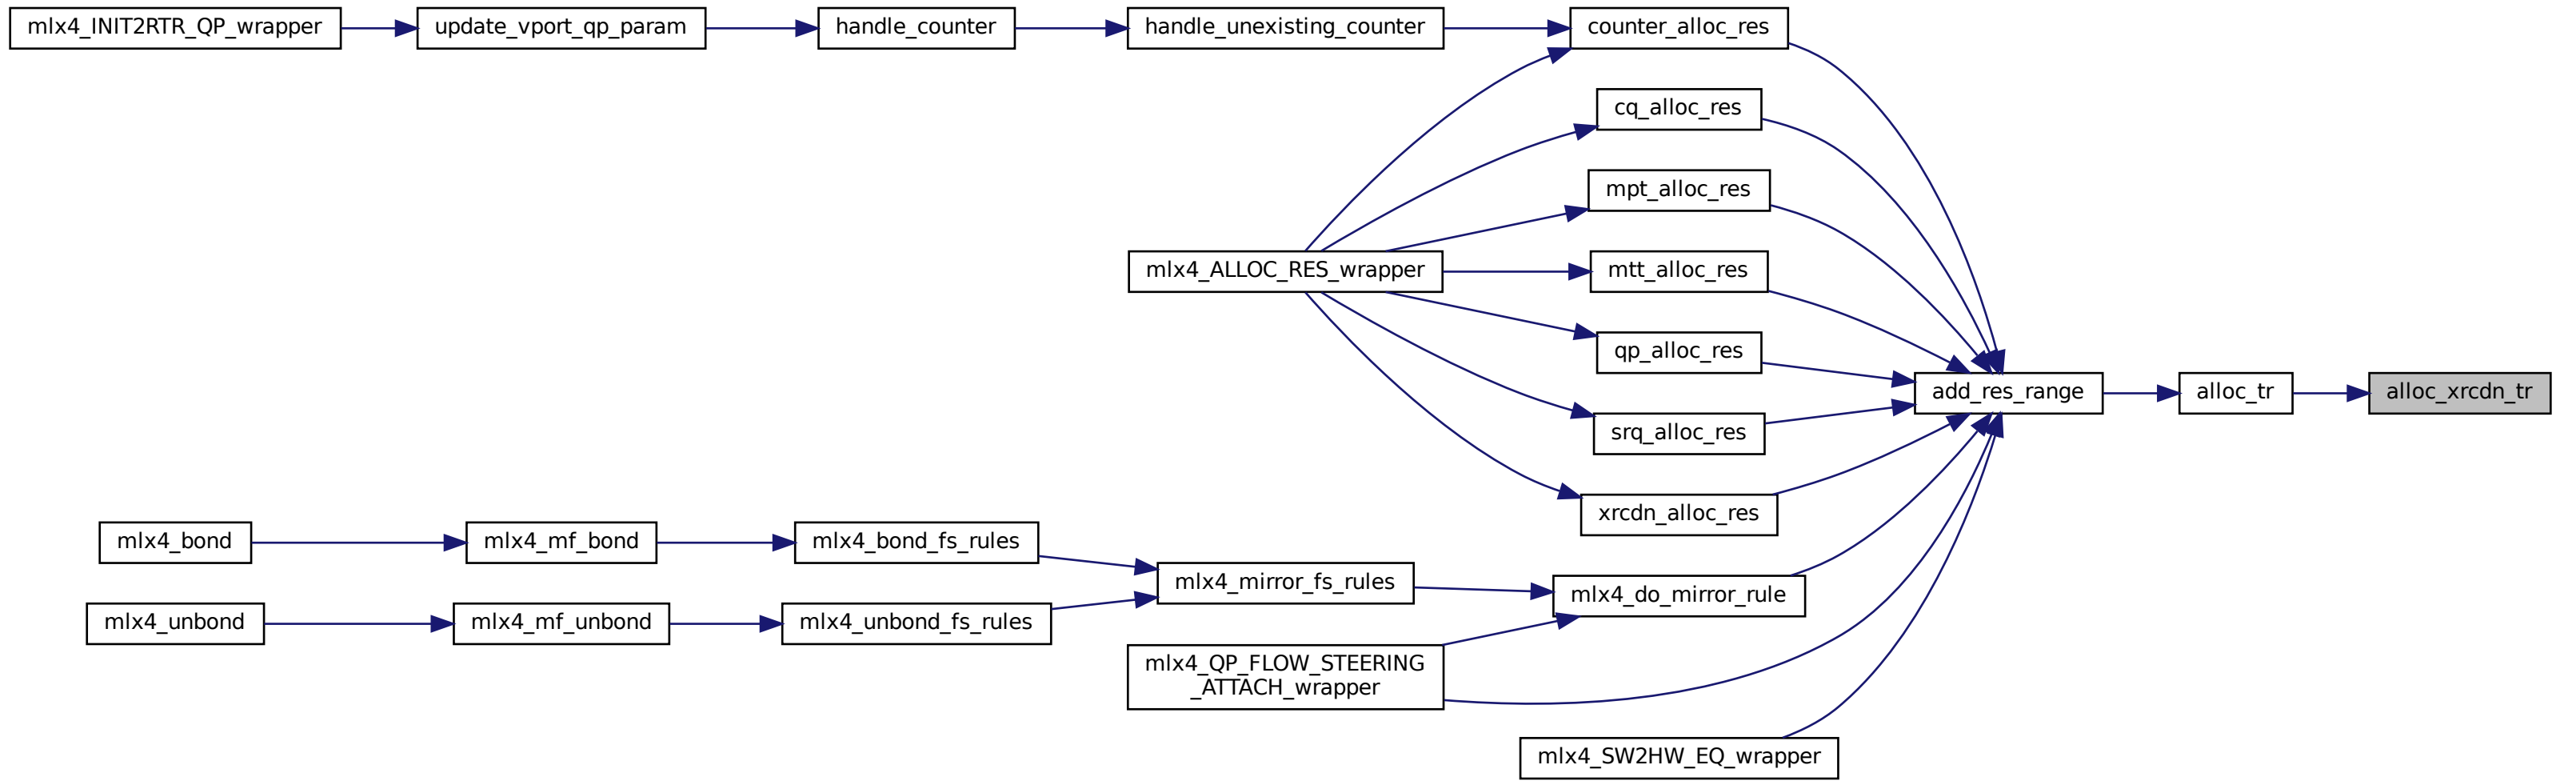 mlx4_INIT2RTR_QP_wrapper
update_vport_qp_param
handle_counter
handle_unexisting_counter
counter_alloc_res
cq_alloc_res
mpt_alloc_res
mlx4_ALLOC_RES_wrapper
mtt_alloc_res
qp_alloc_res
add_res_range
alloc_tr
alloc_xrcdn_tr
srq_alloc_res
xrcdn_alloc_res
mlx4_bond
mlx4_mf_bond
mlx4_bond_fs_rules
mlx4_mirror_fs_rules
mlx4_do_mirror_rule
mlx4_unbond
mlx4_mf_unbond
mlx4_unbond_fs_rules
mlx4_QP_FLOW_STEERING
_ATTACH_wrapper
mlx4_SW2HW_EQ_wrapper